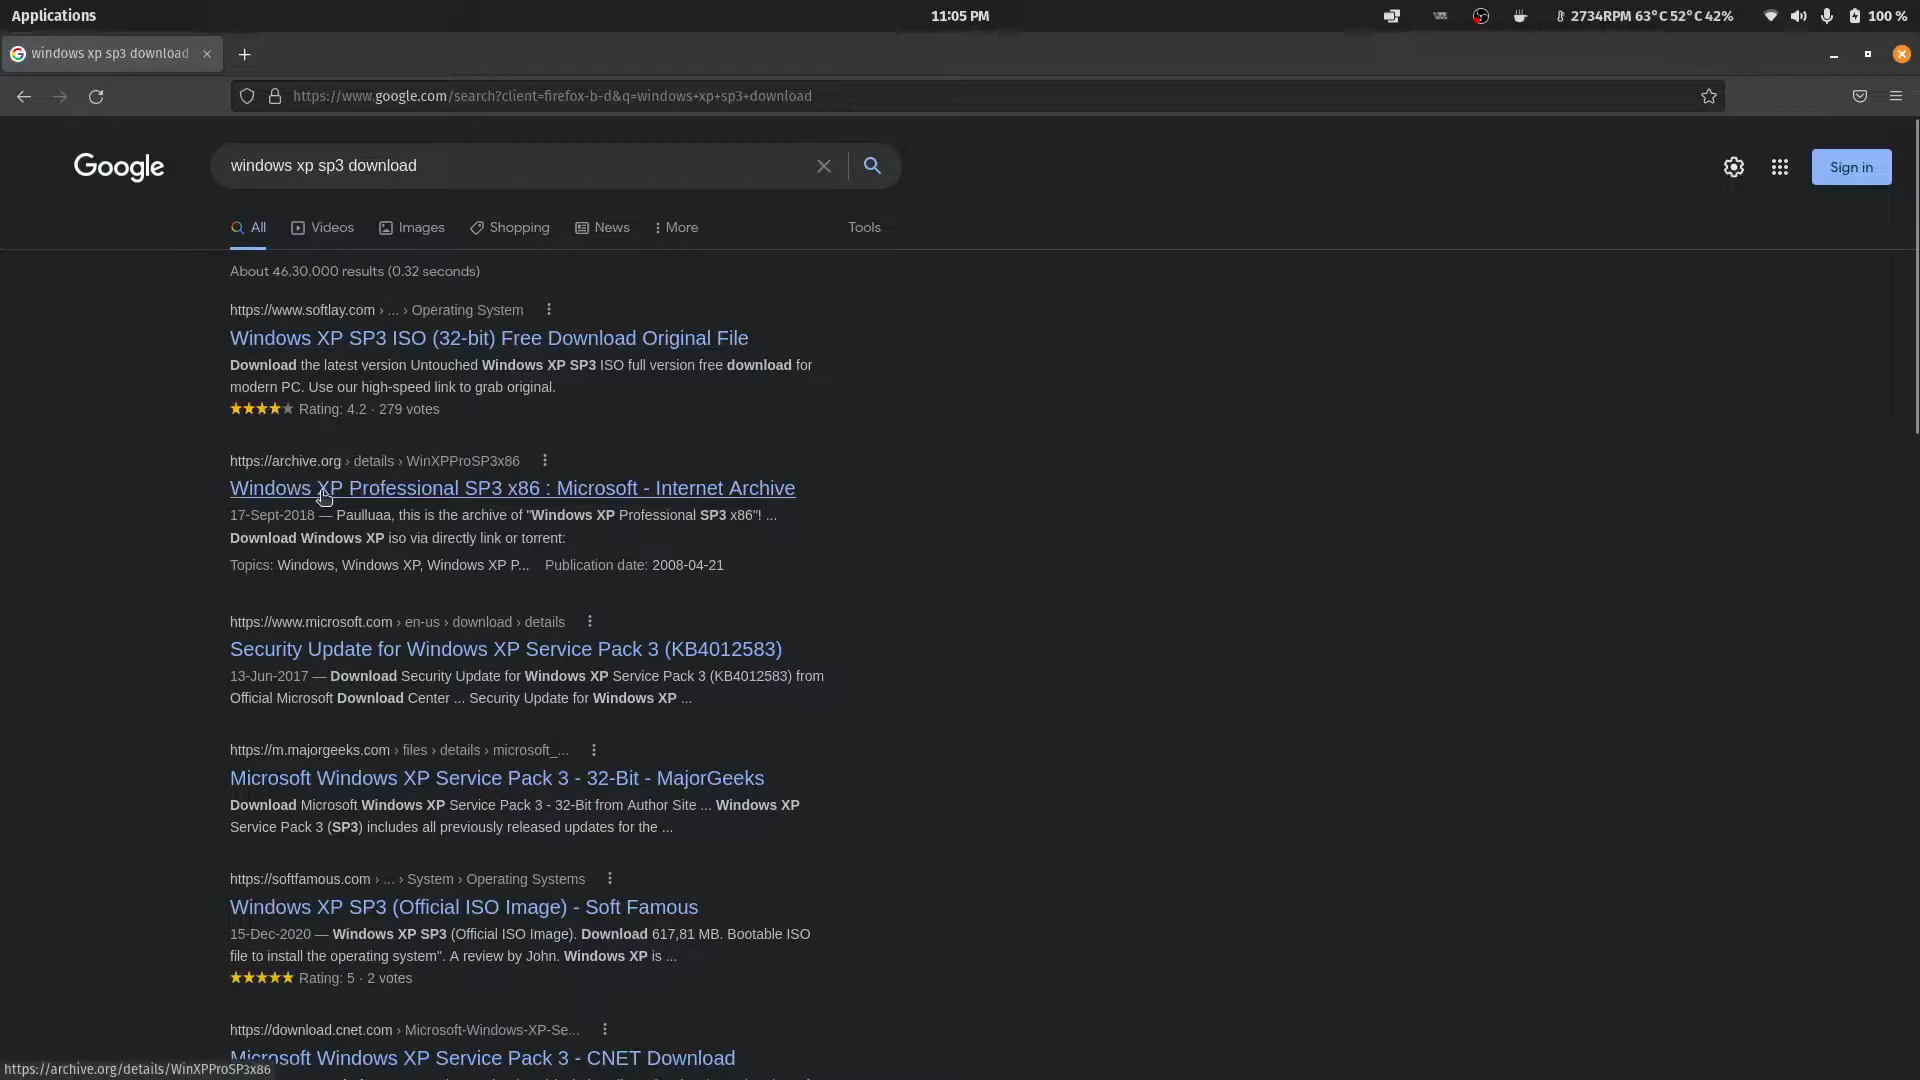 Applications
11:05 PM
2734RPM 63°C 52°C 42%
100 %
windows xp sp3 download
https://www.google.com/search?client=firefox-b-d&q=windows+xp+sp3+download
Google
windows xp sp3 download
Sign in
All
Videos
Images
Shopping
News
More
Tools
About 46,30,000 results (0.32 seconds)
https://www.softlay.com › ... › Operating System
Windows XP SP3 ISO (32-bit) Free Download Original File
Download the latest version Untouched Windows XP SP3 ISO full version free download for
modern PC. Use our high-speed link to grab original.
Rating: 4.2 · 279 votes
https://archive.org › details › WinXPProSP3x86
Windows XP Professional SP3 x86 : Microsoft - Internet Archive
17-Sept-2018 — Paulluaa, this is the archive of "Windows XP Professional SP3 x86"! ...
Download Windows XP iso via directly link or torrent:
Topics: Windows, Windows XP, Windows XP P... Publication date: 2008-04-21
https://www.microsoft.com › en-us › download › details
Security Update for Windows XP Service Pack 3 (KB4012583)
13-Jun-2017 — Download Security Update for Windows XP Service Pack 3 (KB4012583) from
Official Microsoft Download Center ... Security Update for Windows XP ...
https://m.majorgeeks.com › files › details › microsoft_...
Microsoft Windows XP Service Pack 3 - 32-Bit - MajorGeeks
Download Microsoft Windows XP Service Pack 3 - 32-Bit from Author Site ... Windows XP
Service Pack 3 (SP3) includes all previously released updates for the ...
https://softfamous.com › ... › System › Operating Systems
Windows XP SP3 (Official ISO Image) - Soft Famous
15-Dec-2020 — Windows XP SP3 (Official ISO Image). Download 617,81 MB. Bootable ISO
file to install the operating system". A review by John. Windows XP is ...
Rating: 5 · 2 votes
https://download.cnet.com › Microsoft-Windows-XP-Se...
Microsoft Windows XP Service Pack 3 - CNET Download
https://archive.org/details/WinXPProSP3x86